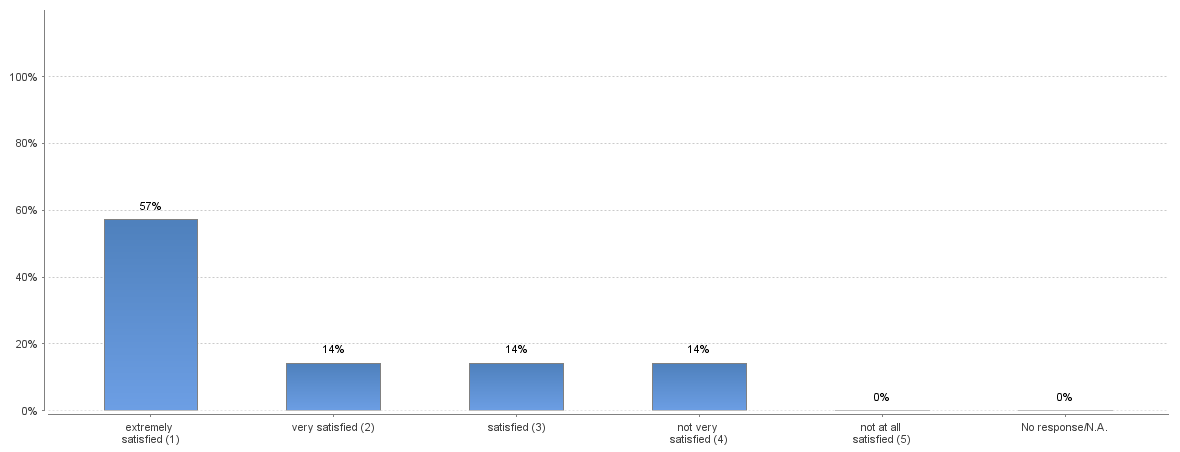 100%
80%
60%
40%
20%
0%
57%
14%
14%
14%
0%
0%
extremely
satisfied (1)
very satisfied (2)
satisfied (3)
not very
satisfied (4)
not at all
satisfied (5)
No response/N.A.